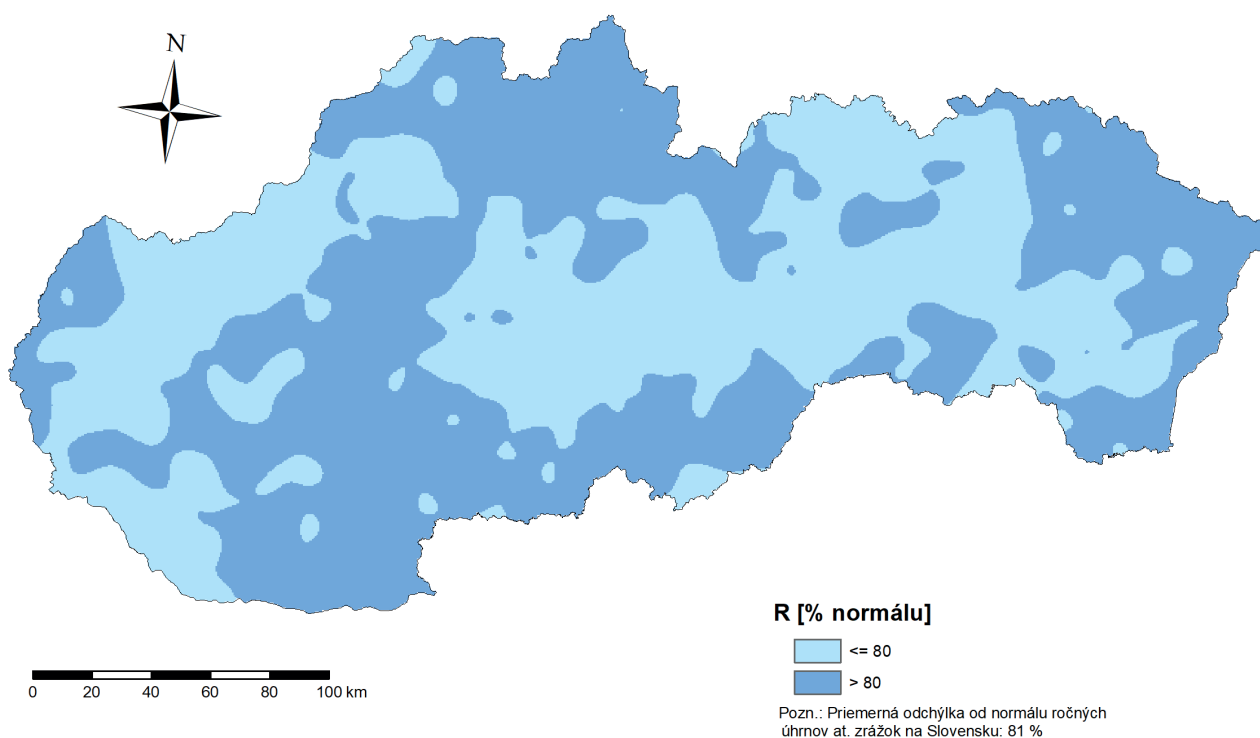 N
R [% normálu]
<= 80
> 80
0 20 40 60 80 100 km
Pozn.: Priemerná odchýlka od normálu ročných
úhrnov at. zrážok na Slovensku: 81 %